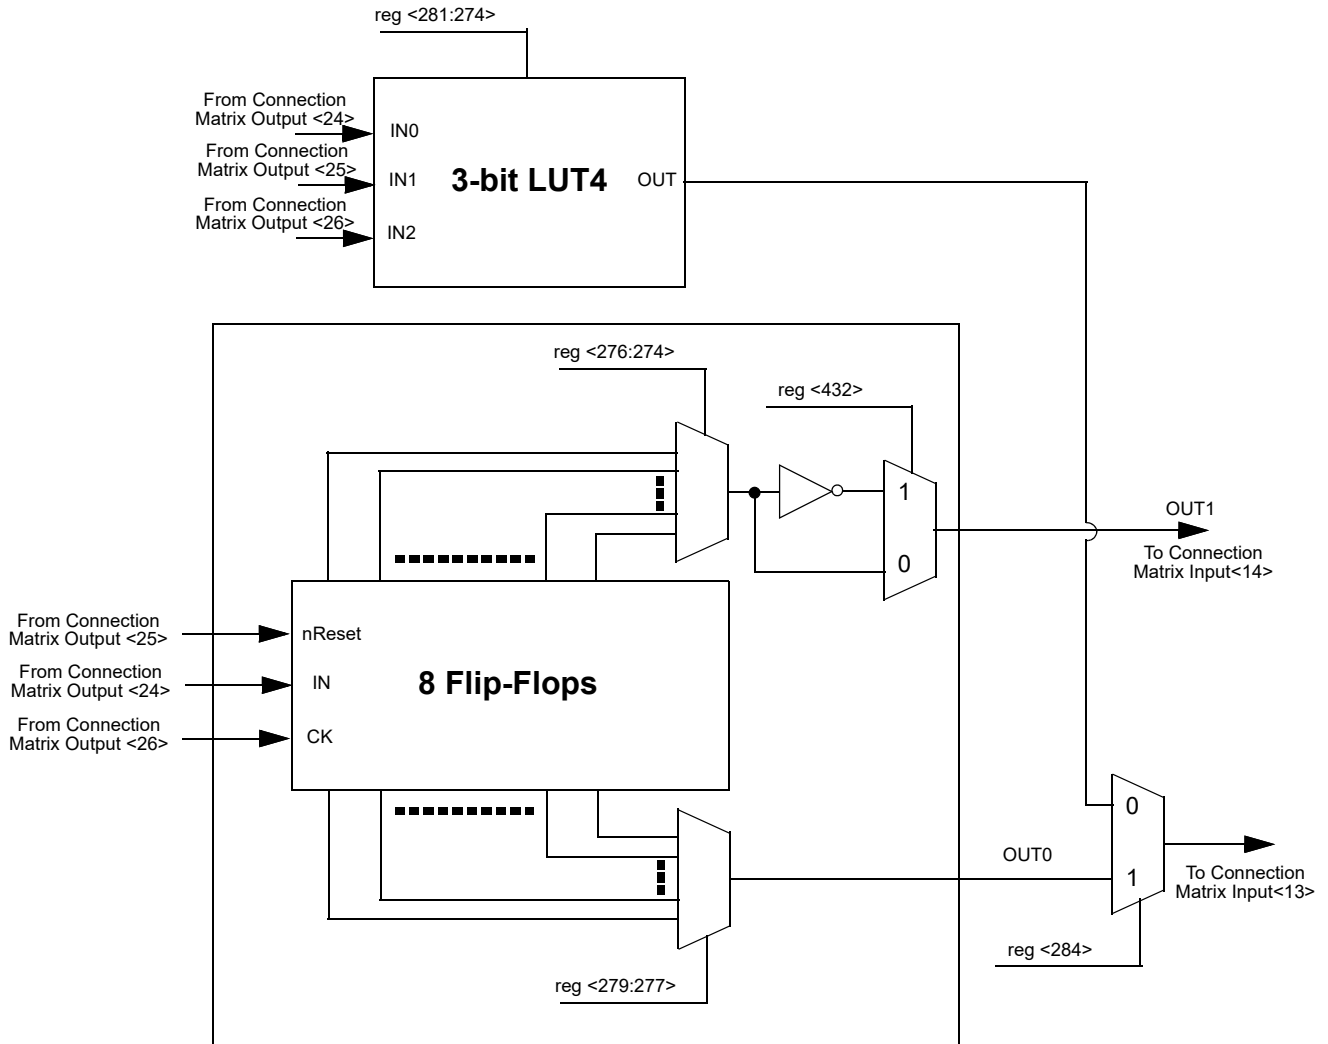 reg <281:274>
From Connection
Matrix Output <24>
IN0
From Connection
Matrix Output <25>
IN1
3-bit LUT4
OUT
From Connection
Matrix Output <26>
IN2
reg <276:274>
reg <432>
1
OUT1
0
To Connection
Matrix Input<14>
From Connection
Matrix Output <25>
nReset
From Connection
Matrix Output <24>
IN
8 Flip-Flops
From Connection
Matrix Output <26>
CK
0
OUT0
1
To Connection
Matrix Input<13>
reg <284>
reg <279:277>